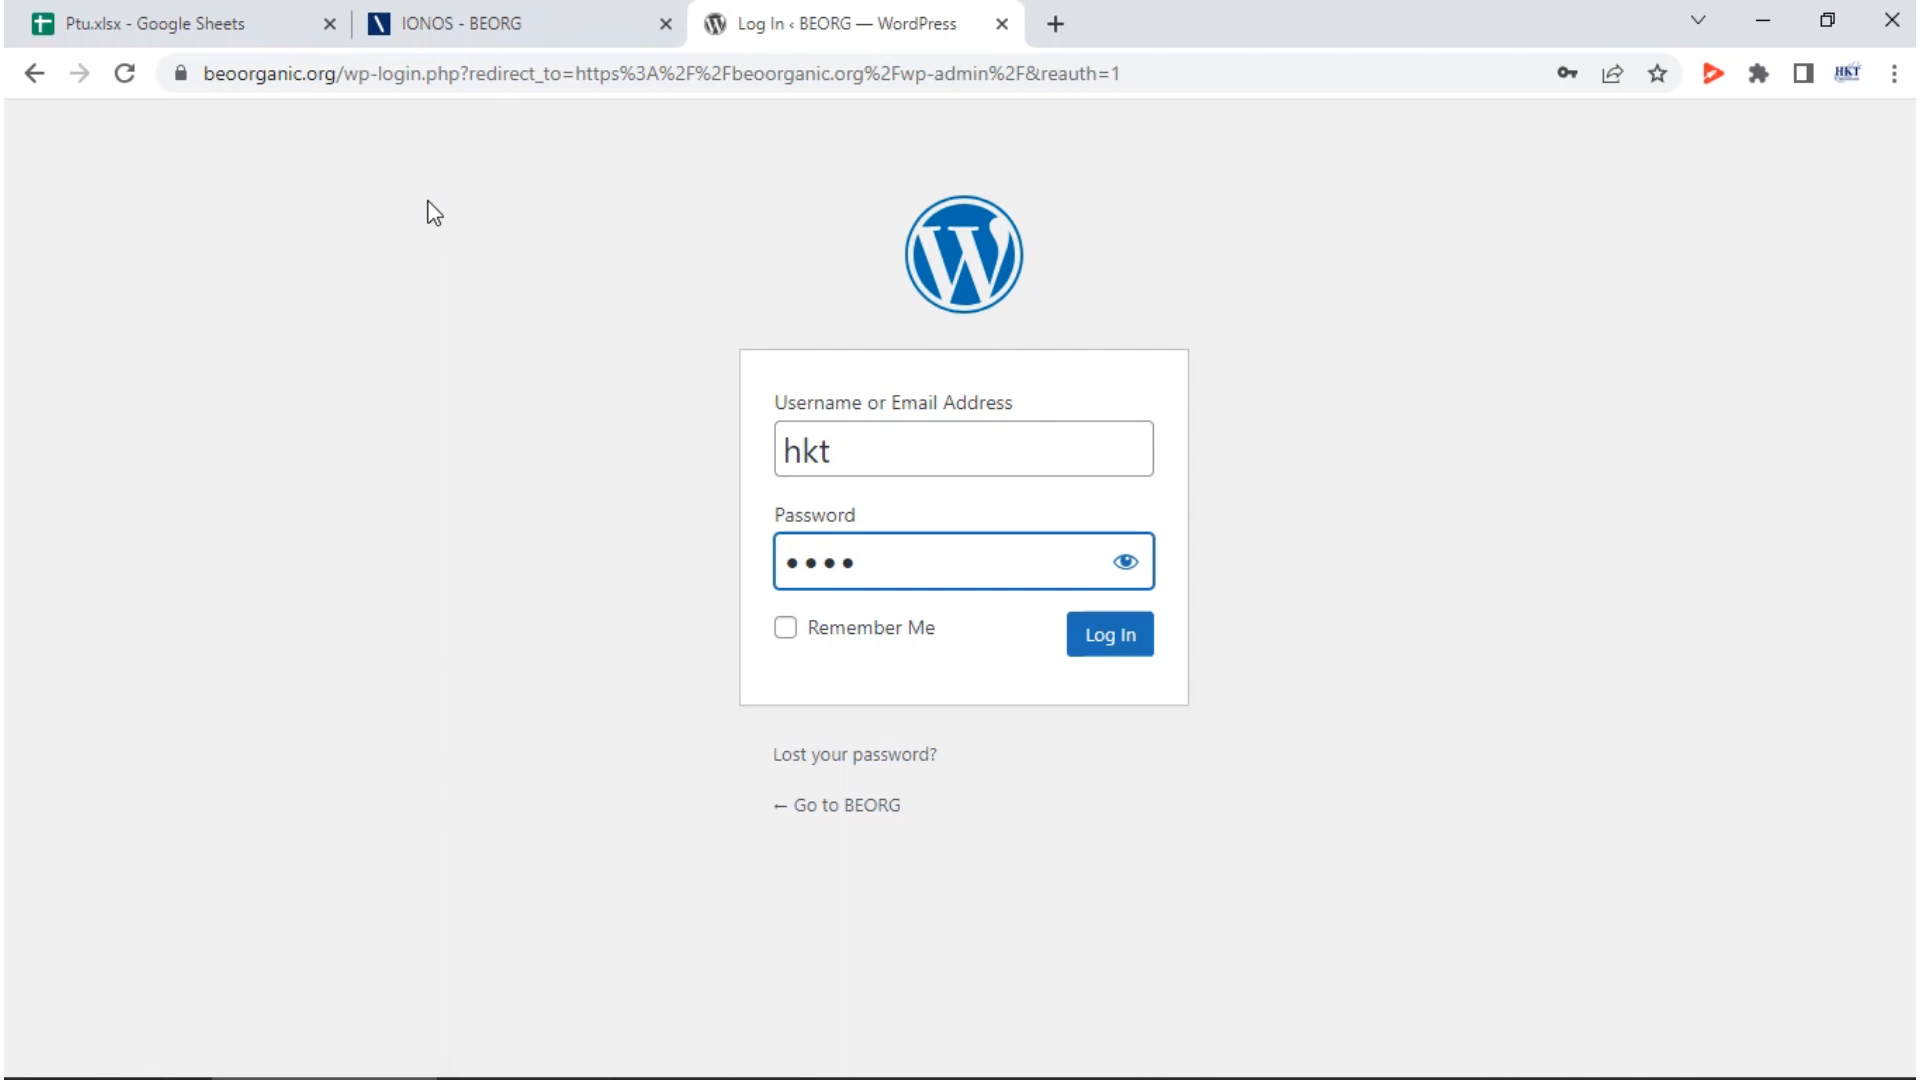 Ptu.xlsx - Google Sheets
IONOS - BEORG
Log In ‹ BEORG — WordPress
beoorganic.org/wp-login.php?redirect_to=https%3A%2F%2Fbeoorganic.org%2Fwp-admin%2F&reauth=1
HKT
Username or Email Address
hkt
Password
Remember Me
Log In
Lost your password?
← Go to BEORG